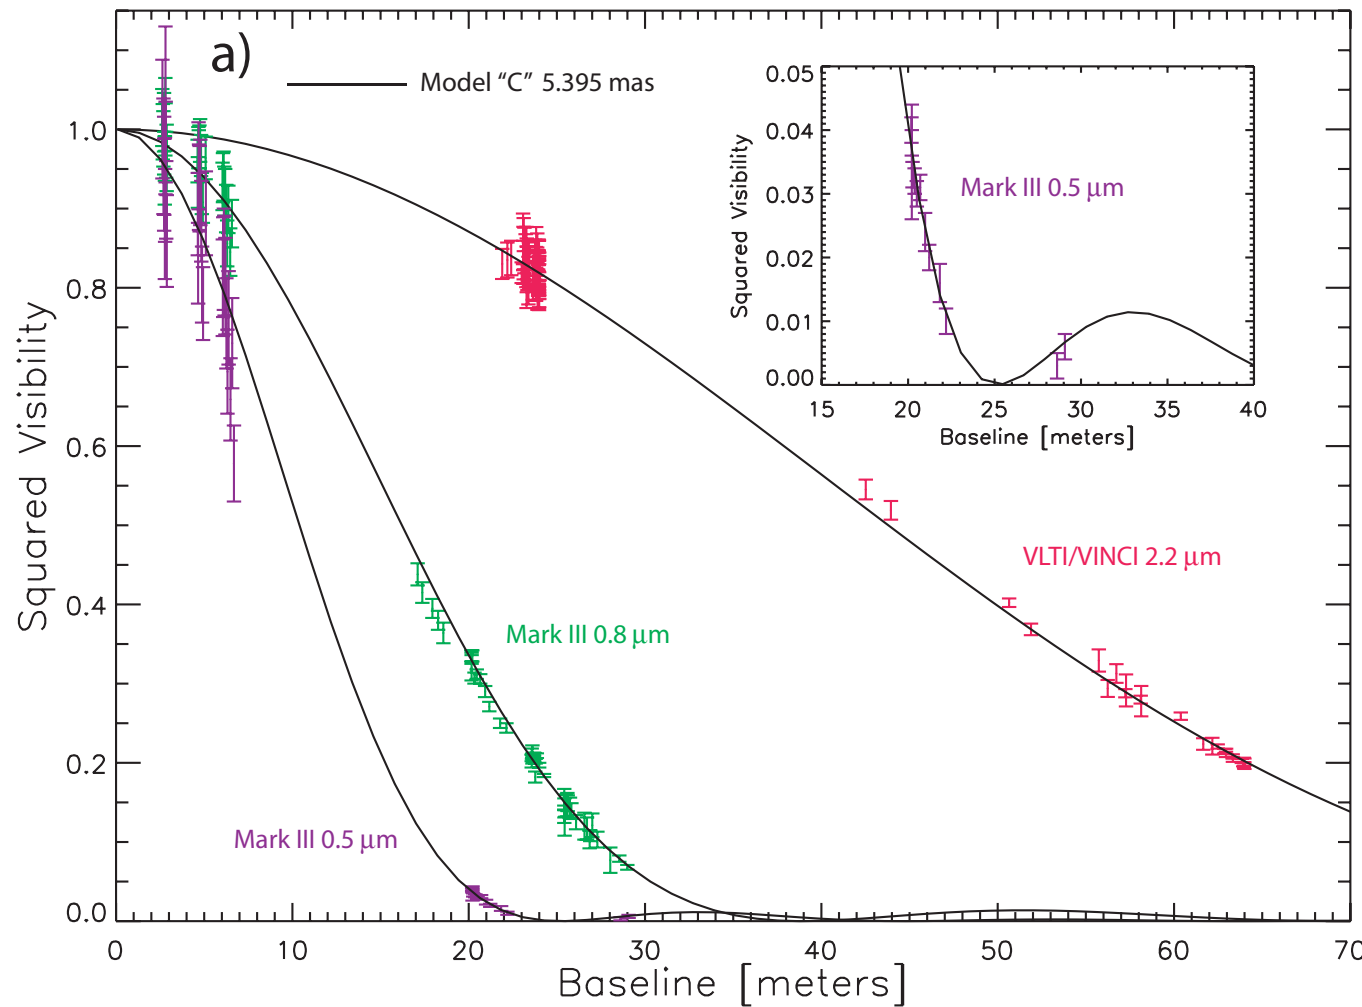 a)
Model "C" 5.395 mas
Squared Visibility
1.0
0.8
0.6
0.4
0.2
0.0
0 10 20 30 40 50 60 70
Baseline [meters]
Mark III 0.5 µm
Mark III 0.8 µm
VLTI/VINCI 2.2 µm
Squared Visibility
0.05
0.04
0.03
0.02
0.01
0.00
15 20 25 30 35 40
Baseline [meters]
Mark III 0.5 µm